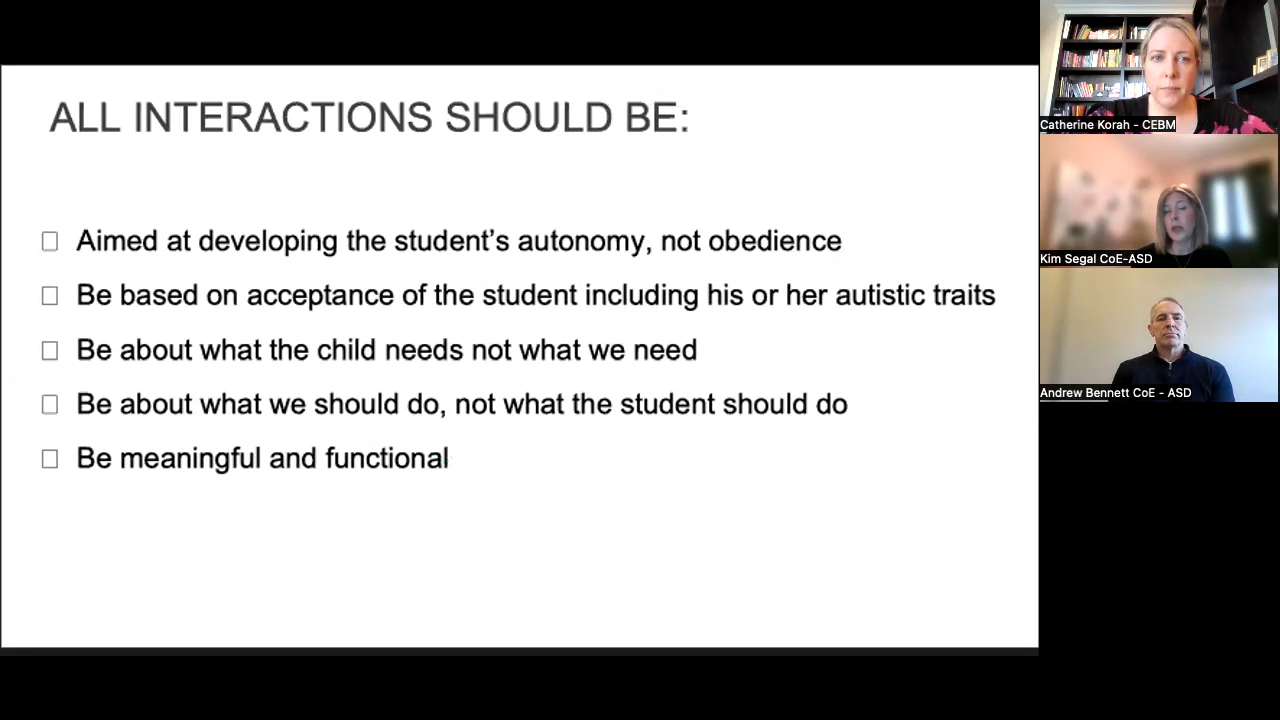 ALL INTERACTIONS SHOULD BE:
Aimed at developing the student’s autonomy, not obedience
Be based on acceptance of the student including his or her autistic traits
Be about what the child needs not what we need
Be about what we should do, not what the student should do
Be meaningful and functional
Catherine Korah - CEBM
Kim Segal CoE-ASD
Andrew Bennett CoE - ASD